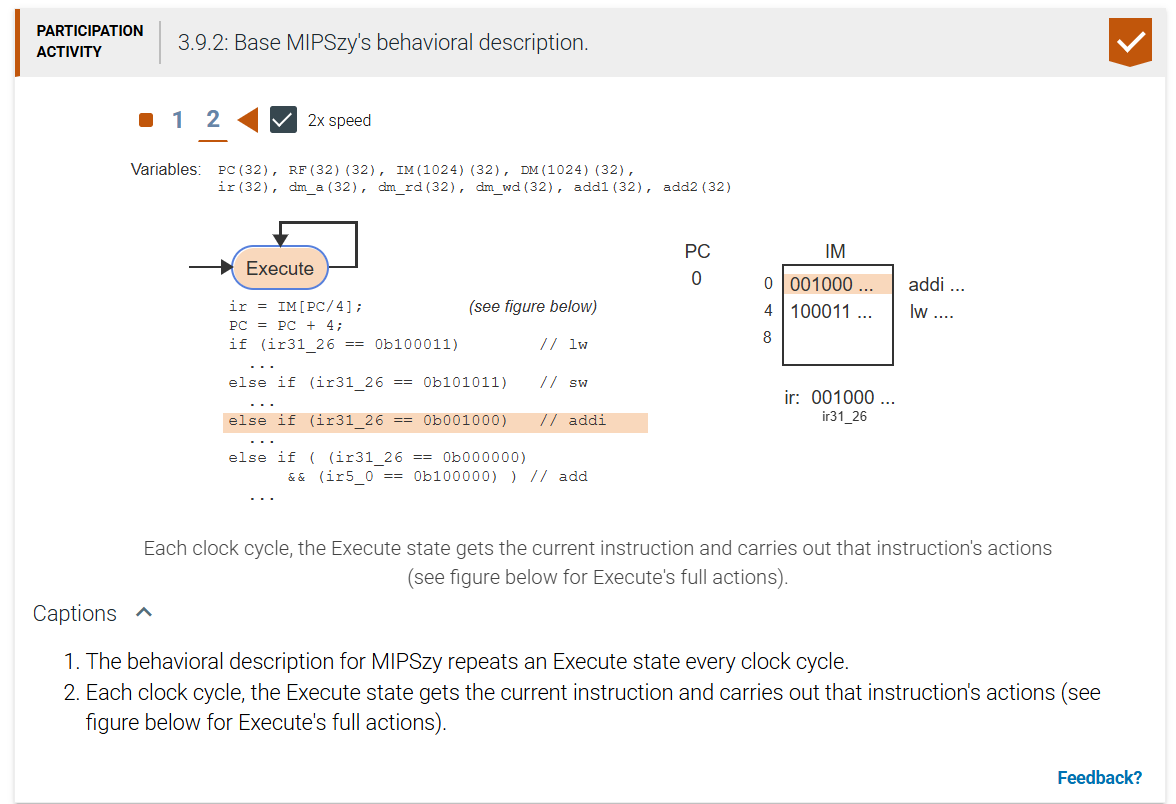 PARTICIPATION
ACTIVITY
3.9.2: Base MIPSzy's behavioral description.
1 2 2x speed
Variables: PC(32), RF(32)(32), IM(1024)(32), DM(1024)(32),
ir(32), dm_a(32), dm_rd(32), dm_wd(32), add1(32), add2(32)
Execute
ir = IM[PC/4]; (see figure below)
PC = PC + 4;
if (ir31_26 == 0b100011) // lw
...
else if (ir31_26 == 0b101011) // sw
...
else if (ir31_26 == 0b001000) // addi
...
else if ( (ir31_26 == 0b000000)
&& (ir5_0 == 0b100000) ) // add
...
PC
0
IM
0 001000 ... addi ...
4 100011 ... lw ....
8
ir: 001000 ...
ir31_26
Each clock cycle, the Execute state gets the current instruction and carries out that instruction's actions
(see figure below for Execute's full actions).
Captions
1. The behavioral description for MIPSzy repeats an Execute state every clock cycle.
2. Each clock cycle, the Execute state gets the current instruction and carries out that instruction's actions (see
figure below for Execute's full actions).
Feedback?